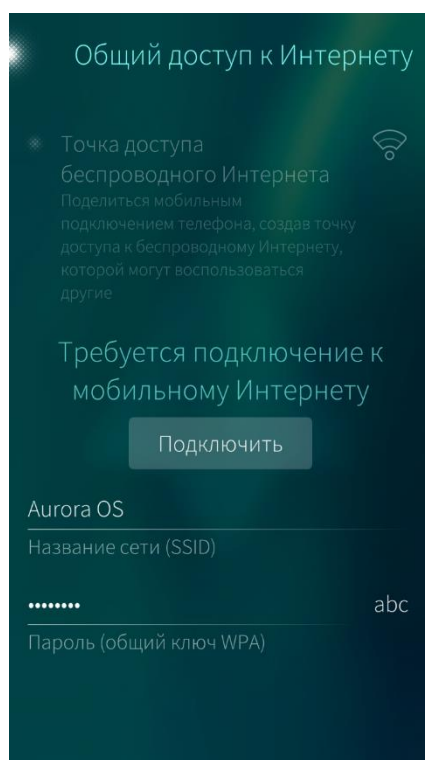 Общий доступ к Интернету
Точка доступа
беспроводного Интернета
Поделиться мобильным
подключением телефона, создав точку
доступа к беспроводному Интернету,
которой могут воспользоваться
другие
Требуется подключение к
мобильному Интернету
Подключить
Aurora OS
Название сети (SSID)
•••••••• abc
Пароль (общий ключ WPA)